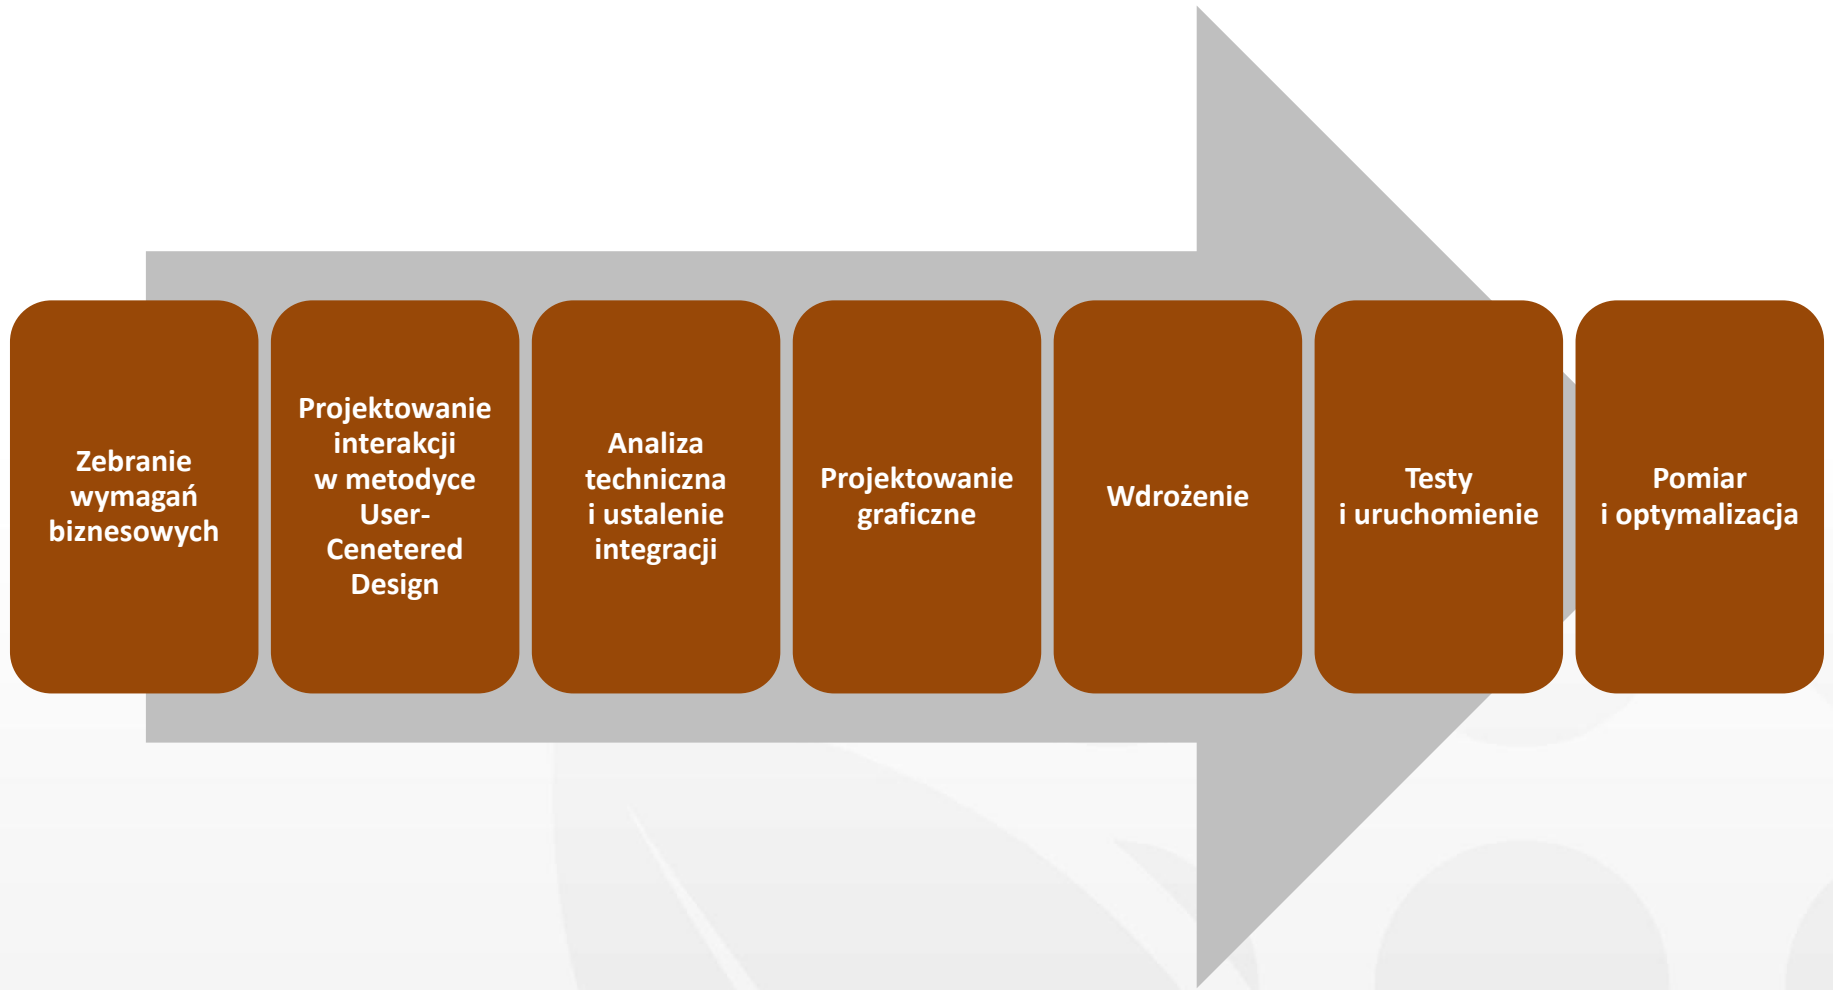 Zebranie
wymagań
biznesowych
Projektowanie
interakcji
w metodyce
User-
Cenetered
Design
Analiza
techniczna
i ustalenie
integracji
Projektowanie
graficzne
Wdrożenie
Testy
i uruchomienie
Pomiar
i optymalizacja